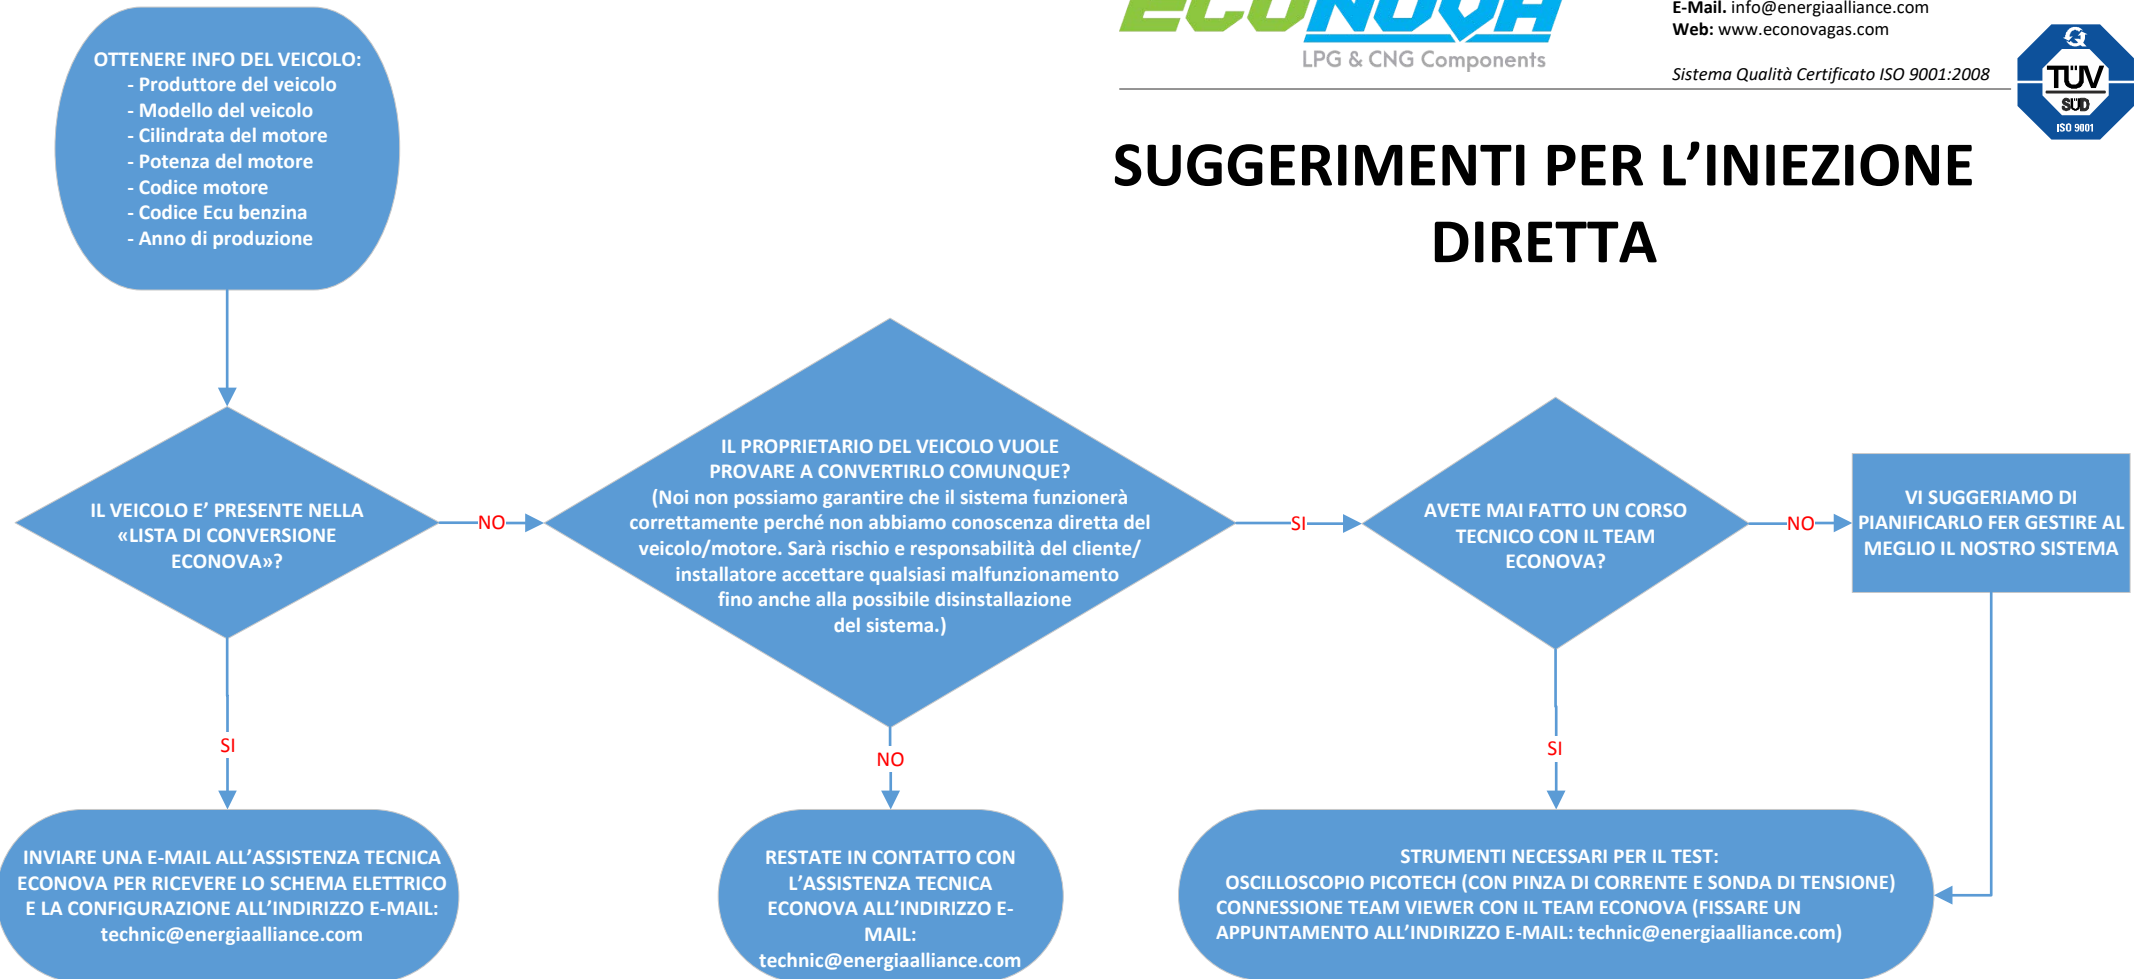 ECONOVA
LPG & CNG Components
E-Mail. info@energiaalliance.com
Web: www.econovagas.com
Sistema Qualità Certificato ISO 9001:2008
TÜV
SÜD
ISO 9001
SUGGERIMENTI PER L’INIEZIONE
DIRETTA
OTTENERE INFO DEL VEICOLO:
- Produttore del veicolo
- Modello del veicolo
- Cilindrata del motore
- Potenza del motore
- Codice motore
- Codice Ecu benzina
- Anno di produzione
IL VEICOLO E’ PRESENTE NELLA
«LISTA DI CONVERSIONE
ECONOVA»?
NO
IL PROPRIETARIO DEL VEICOLO VUOLE
PROVARE A CONVERTIRLO COMUNQUE?
(Noi non possiamo garantire che il sistema funzionerà
correttamente perché non abbiamo conoscenza diretta del
veicolo/motore. Sarà rischio e responsabilità del cliente/
installatore accettare qualsiasi malfunzionamento
fino anche alla possibile disinstallazione
del sistema.)
SI
AVETE MAI FATTO UN CORSO
TECNICO CON IL TEAM
ECONOVA?
NO
VI SUGGERIAMO DI
PIANIFICARLO FER GESTIRE AL
MEGLIO IL NOSTRO SISTEMA
SI
NO
SI
INVIARE UNA E-MAIL ALL’ASSISTENZA TECNICA
ECONOVA PER RICEVERE LO SCHEMA ELETTRICO
E LA CONFIGURAZIONE ALL’INDIRIZZO E-MAIL:
technic@energiaalliance.com
RESTATE IN CONTATTO CON
L’ASSISTENZA TECNICA
ECONOVA ALL’INDIRIZZO E-
MAIL:
technic@energiaalliance.com
STRUMENTI NECESSARI PER IL TEST:
OSCILLOSCOPIO PICOTECH (CON PINZA DI CORRENTE E SONDA DI TENSIONE)
CONNESSIONE TEAM VIEWER CON IL TEAM ECONOVA (FISSARE UN
APPUNTAMENTO ALL’INDIRIZZO E-MAIL: technic@energiaalliance.com)